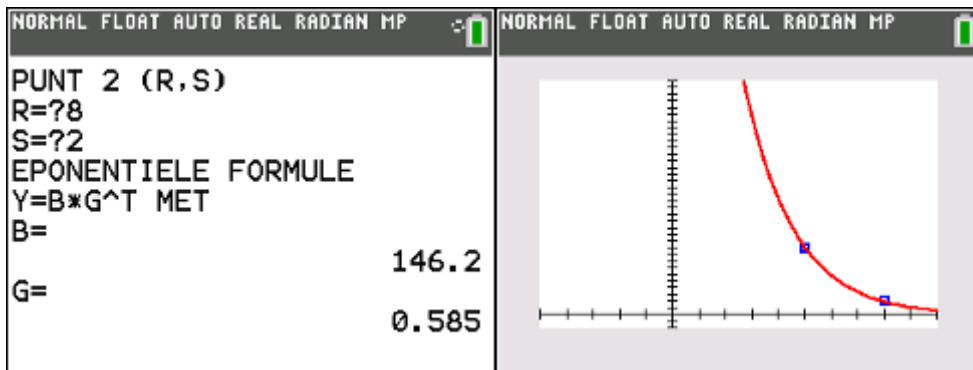 NORMAL FLOAT AUTO REAL RADIAN MP
PUNT 2 (R,S)
R=?8
S=?2
EPONENTIELE FORMULE
Y=B*G^T MET
B=
146.2
G=
0.585
NORMAL FLOAT AUTO REAL RADIAN MP